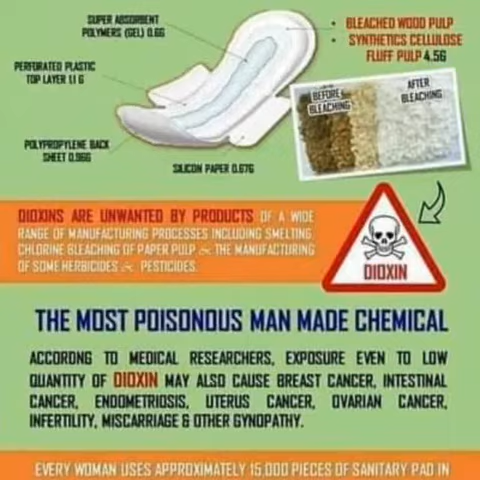 SUPER ABSORBENT
POLYMERS (GEL) 0.6G
• BLEACHED WOOD PULP
• SYNTHETICS CELLULOSE
FLUFF PULP 4.5G
PERFORATED PLASTIC
TOP LAYER 1.1 G
BEFORE
BLEACHING
AFTER
BLEACHING
POLYPROPYLENE BACK
SHEET 0.96G
SILICON PAPER 0.67G
DIOXINS ARE UNWANTED BY PRODUCTS OF A WIDE
RANGE OF MANUFACTURING PROCESSES INCLUDING SMELTING,
CHLORINE BLEACHING OF PAPER PULP & THE MANUFACTURING
OF SOME HERBICIDES & PESTICIDES.
DIOXIN
THE MOST POISONOUS MAN MADE CHEMICAL
ACCORDNG TO MEDICAL RESEARCHERS, EXPOSURE EVEN TO LOW
QUANTITY OF DIOXIN MAY ALSO CAUSE BREAST CANCER, INTESTINAL
CANCER, ENDOMETRIOSIS, UTERUS CANCER, OVARIAN CANCER,
INFERTILITY, MISCARRIAGE & OTHER GYNOPATHY.
EVERY WOMAN USES APPROXIMATELY 15,000 PIECES OF SANITARY PAD IN